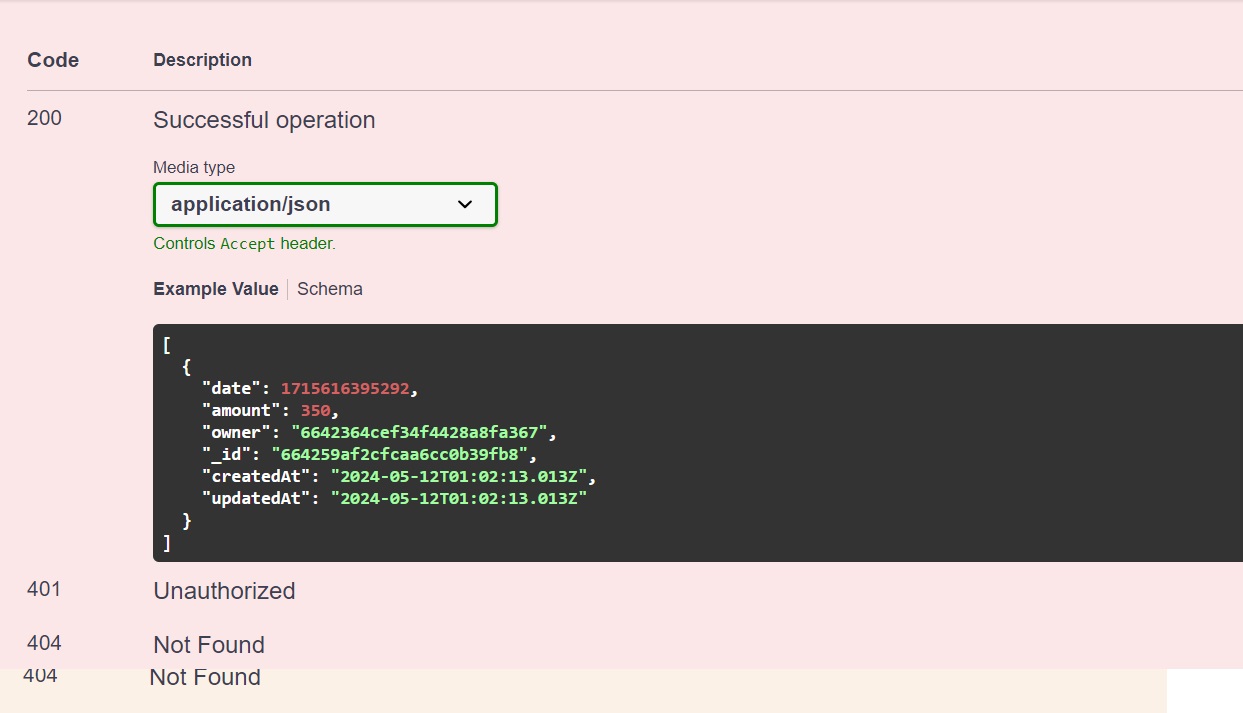 Code Description
200 Successful operation
Media type
application/json
Controls Accept header.
Example Value Schema
[
{
"date": 1715616395292,
"amount": 350,
"owner": "6642364cef34f4428a8fa367",
"_id": "664259af2cfcaa6cc0b39fb8",
"createdAt": "2024-05-12T01:02:13.013Z",
"updatedAt": "2024-05-12T01:02:13.013Z"
}
]
401 Unauthorized
404 Not Found
404 Not Found